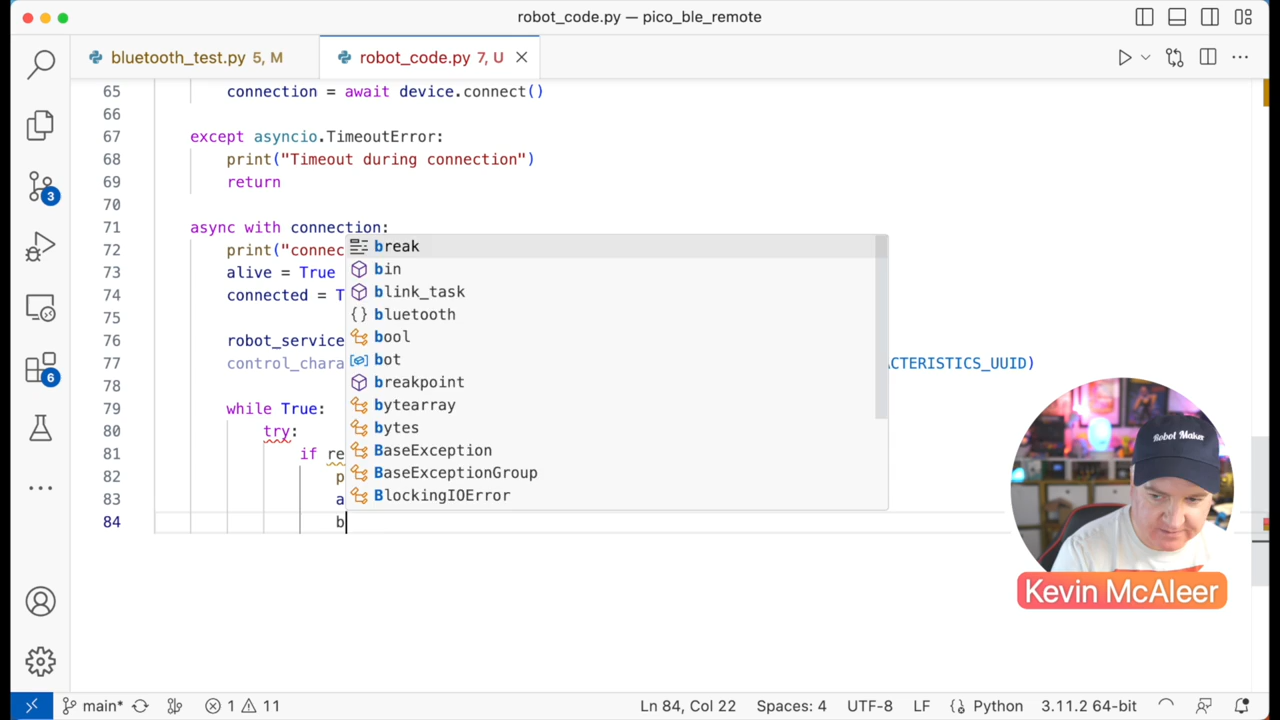 robot_code.py — pico_ble_remote
bluetooth_test.py 5, M
robot_code.py 7, U
65 connection = await device.connect()
66
67 except asyncio.TimeoutError:
68 print("Timeout during connection")
69 return
70
71 async with connection:
72 print("connec
73 alive = True
74 connected = T
75
76 robot_service
77 control_chara CTERISTICS_UUID)
78
79 while True:
80 try:
81 if re
82 p
83 a
84 b
break
bin
blink_task
bluetooth
bool
bot
breakpoint
bytearray
bytes
BaseException
BaseExceptionGroup
BlockingIOError
3
6
Robot Maker
Kevin McAleer
main* 1 11 Ln 84, Col 22 Spaces: 4 UTF-8 LF Python 3.11.2 64-bit